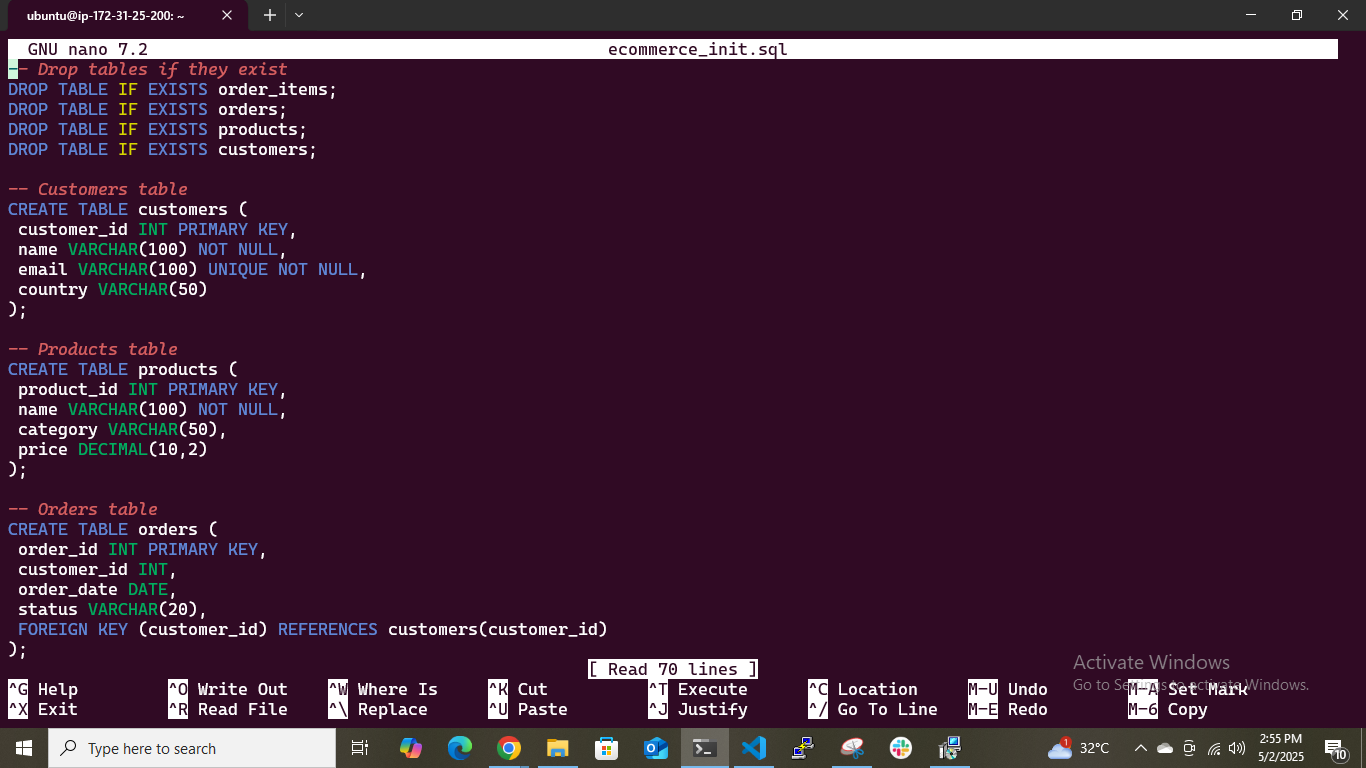 ubuntu@ip-172-31-25-200: ~
GNU nano 7.2 ecommerce_init.sql
-- Drop tables if they exist
DROP TABLE IF EXISTS order_items;
DROP TABLE IF EXISTS orders;
DROP TABLE IF EXISTS products;
DROP TABLE IF EXISTS customers;
-- Customers table
CREATE TABLE customers (
customer_id INT PRIMARY KEY,
name VARCHAR(100) NOT NULL,
email VARCHAR(100) UNIQUE NOT NULL,
country VARCHAR(50)
);
-- Products table
CREATE TABLE products (
product_id INT PRIMARY KEY,
name VARCHAR(100) NOT NULL,
category VARCHAR(50),
price DECIMAL(10,2)
);
-- Orders table
CREATE TABLE orders (
order_id INT PRIMARY KEY,
customer_id INT,
order_date DATE,
status VARCHAR(20),
FOREIGN KEY (customer_id) REFERENCES customers(customer_id)
);
[ Read 70 lines ]
Activate Windows
Go to Settings to activate Windows.
^G Help ^O Write Out ^W Where Is ^K Cut ^T Execute ^C Location M-U Undo M-A Set Mark
^X Exit ^R Read File ^\ Replace ^U Paste ^J Justify ^/ Go To Line M-E Redo M-6 Copy
Type here to search
1
32°C
2:55 PM
5/2/2025
10